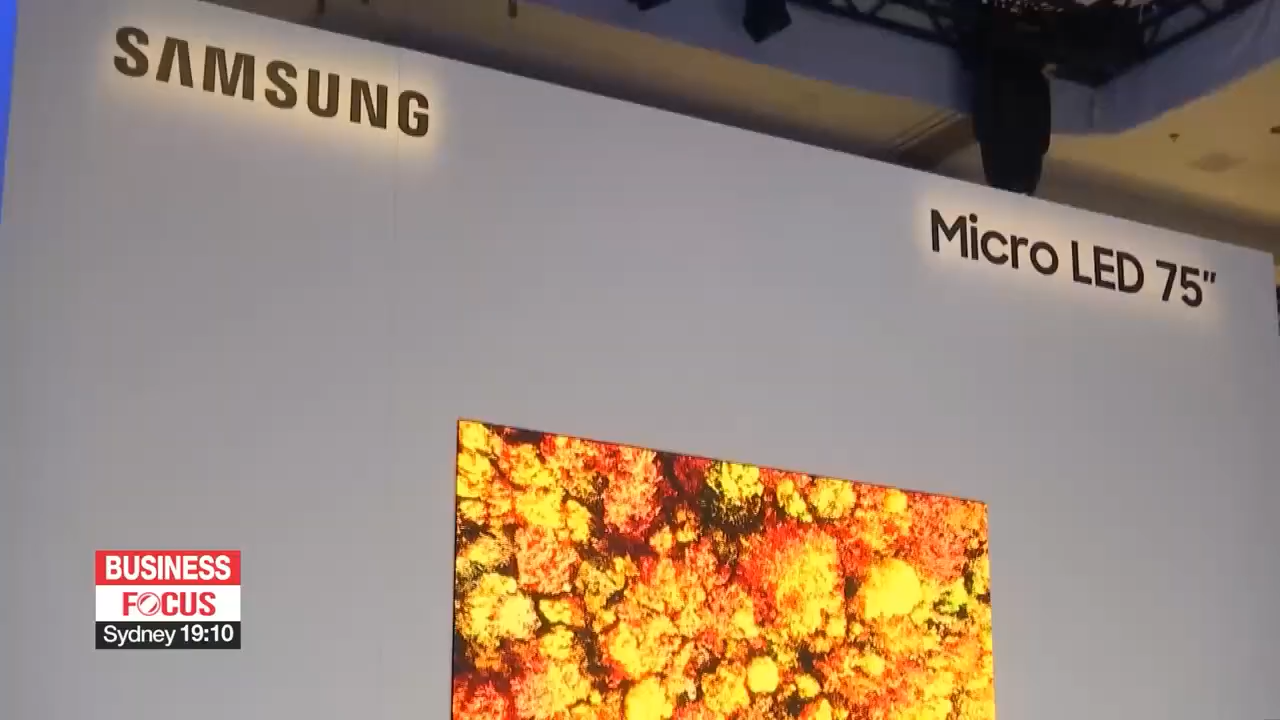 SAMSUNG
Micro LED 75"
BUSINESS
FOCUS
Sydney 19:10